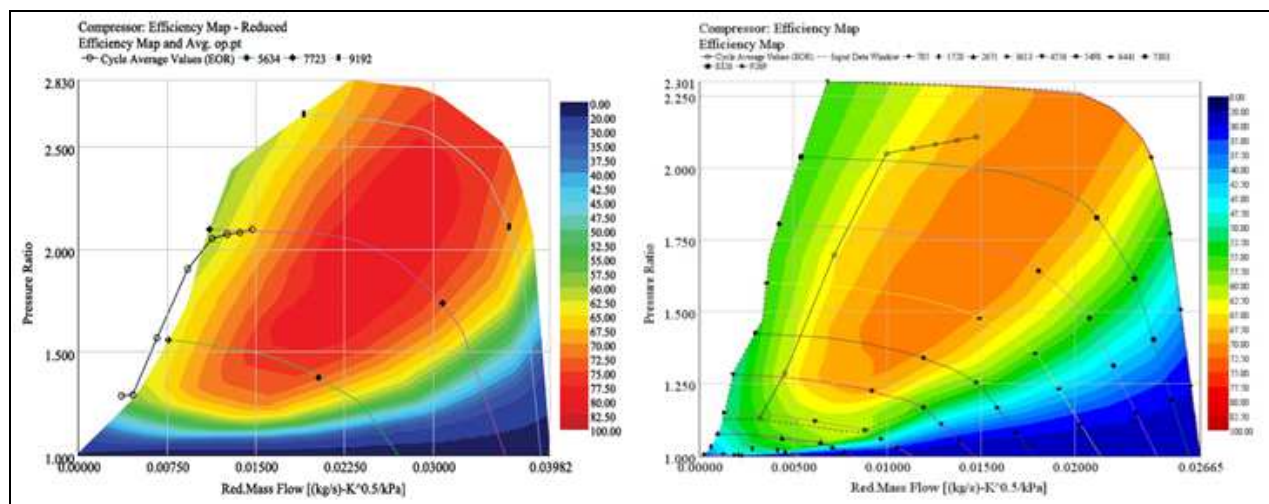 Compressor: Efficiency Map - Reduced
Efficiency Map and Avg. op.pt
Cycle Average Values (EOR) 5634 7723 9192
2.830
2.500
2.000
1.500
1.000
Pressure Ratio
0.00000 0.00750 0.01500 0.02250 0.03000 0.03982
Red.Mass Flow [(kg/s)-K^0.5/kPa]
0.00
20.00
35.00
37.50
40.00
42.50
45.00
47.50
50.00
52.50
55.00
57.50
60.00
62.50
65.00
67.50
70.00
72.50
75.00
77.50
80.00
82.50
100.00
Compressor: Efficiency Map
Efficiency Map
Cycle Average Values (EOR) Input Data Window
2.301
2.250
2.000
1.750
1.500
1.250
1.000
Pressure Ratio
0.00000 0.00500 0.01000 0.01500 0.02000 0.02665
Red.Mass Flow [(kg/s)-K^0.5/kPa]